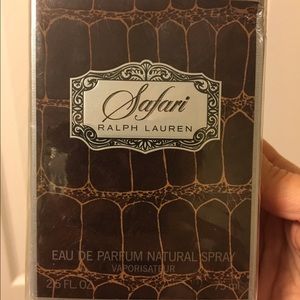 Safari
RALPH LAUREN
EAU DE PARFUM NATURAL SPRAY
VAPORISATEUR
2.5 FL. OZ. 75 ml